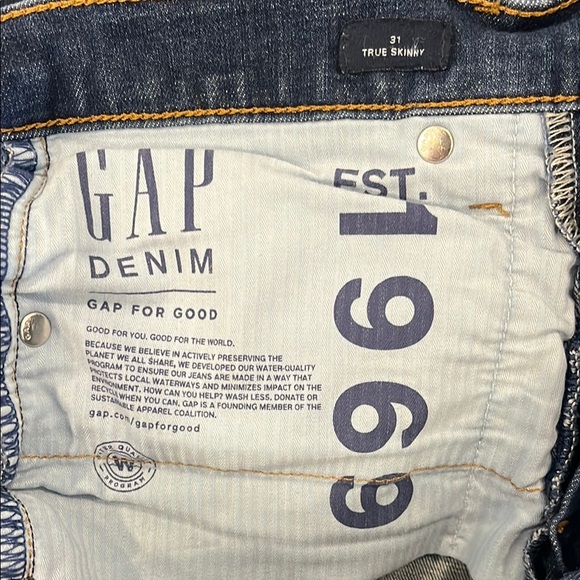 31
TRUE SKINNY
GAP
DENIM
GAP FOR GOOD
GOOD FOR YOU. GOOD FOR THE WORLD.
BECAUSE WE BELIEVE IN ACTIVELY PRESERVING THE
PLANET WE ALL SHARE, WE DEVELOPED OUR WATER-QUALITY
PROGRAM TO ENSURE OUR JEANS ARE MADE IN A WAY THAT
PROTECTS LOCAL WATERWAYS AND MINIMIZES IMPACT ON THE
ENVIRONMENT. HOW CAN YOU HELP? WASH LESS, DONATE OR
RECYCLE WHEN YOU CAN. GAP IS A FOUNDING MEMBER OF THE
SUSTAINABLE APPAREL COALITION.
gap.com/gapforgood
WATER QUALITY
W
PROGRAM
EST.
1969